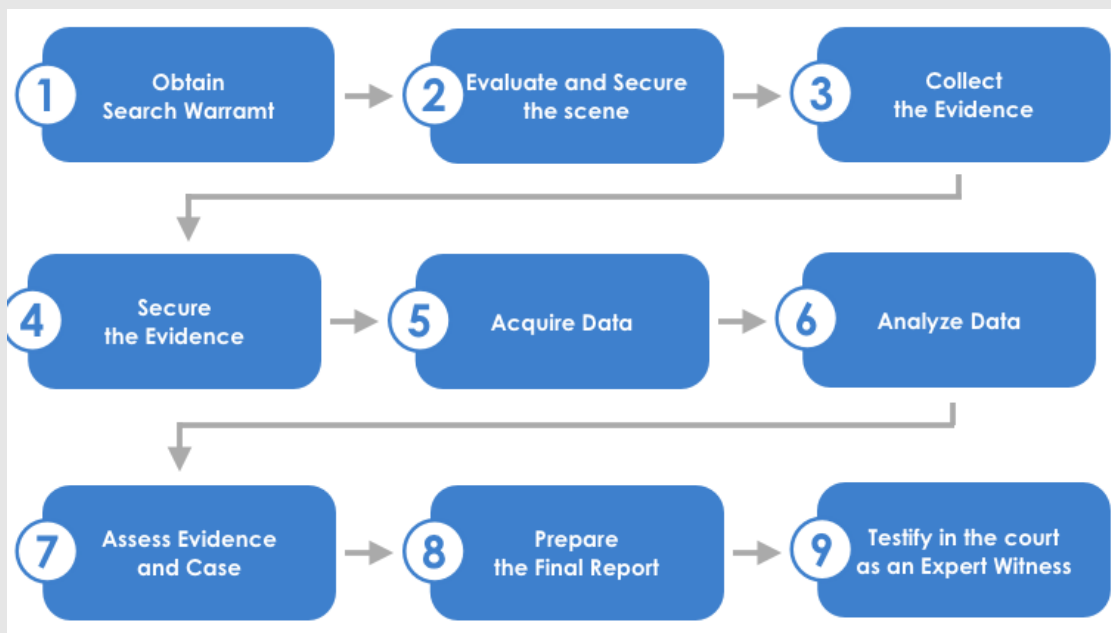 1
Obtain
Search Warramt
2
Evaluate and Secure
the scene
3
Collect
the Evidence
4
Secure
the Evidence
5
Acquire Data
6
Analyze Data
7
Assess Evidence
and Case
8
Prepare
the Final Report
9
Testify in the court
as an Expert Witness